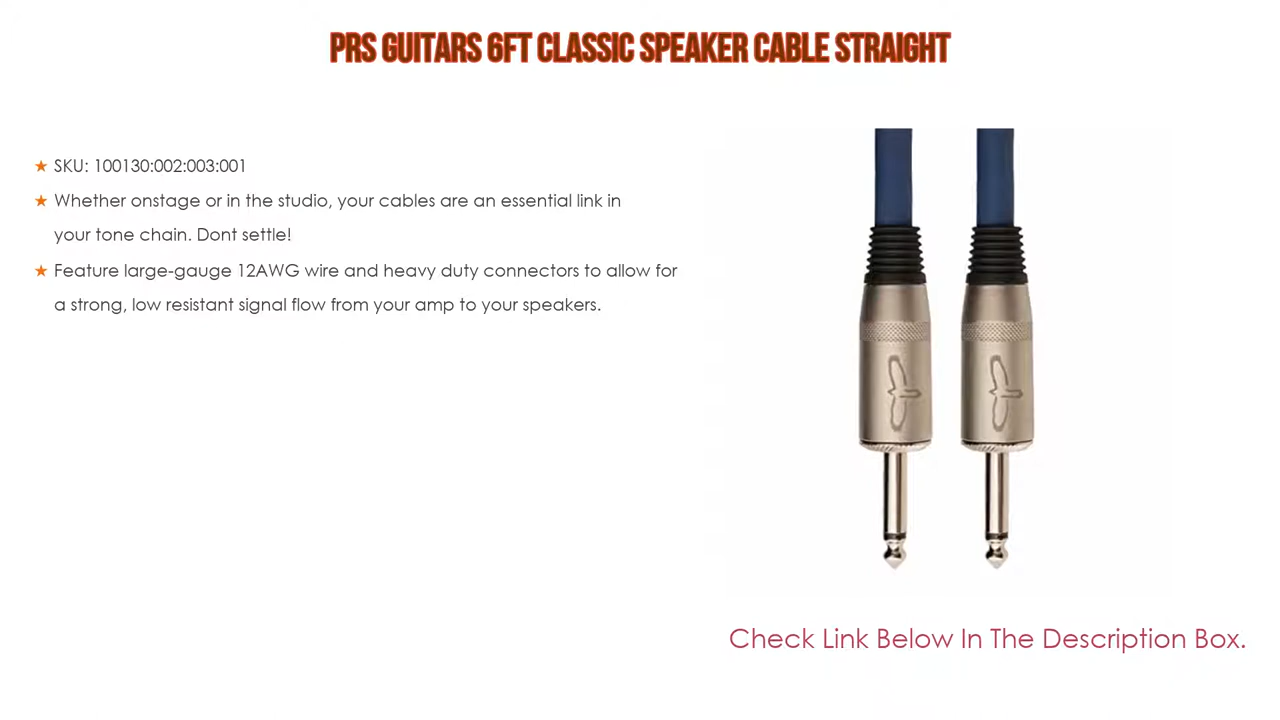 PRS GUITARS 6FT CLASSIC SPEAKER CABLE STRAIGHT
★ SKU: 100130:002:003:001
★ Whether onstage or in the studio, your cables are an essential link in
your tone chain. Dont settle!
★ Feature large-gauge 12AWG wire and heavy duty connectors to allow for
a strong, low resistant signal flow from your amp to your speakers.
Check Link Below In The Description Box.